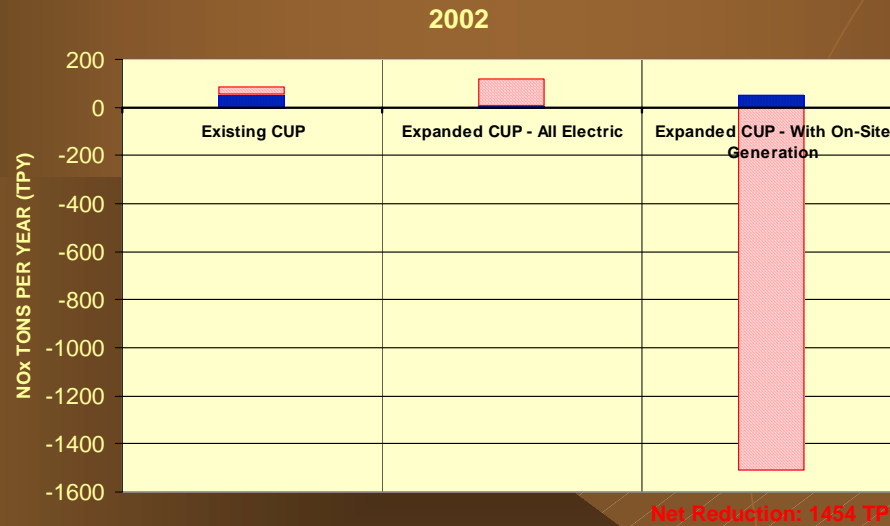 2002
NOx TONS PER YEAR (TPY)
200
0
-200
-400
-600
-800
-1000
-1200
-1400
-1600
Existing CUP
Expanded CUP - All Electric
Expanded CUP - With On-Site
Generation
Net Reduction: 1454 TP